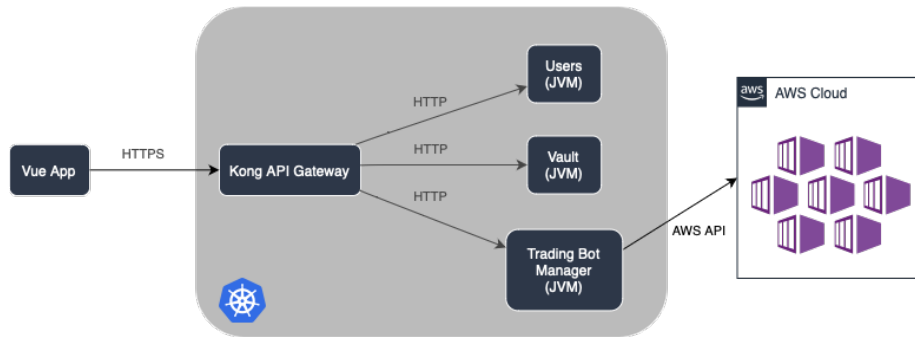 Vue App
HTTPS
Kong API Gateway
HTTP
HTTP
HTTP
Users
(JVM)
Vault
(JVM)
Trading Bot
Manager
(JVM)
AWS API
aws
AWS Cloud